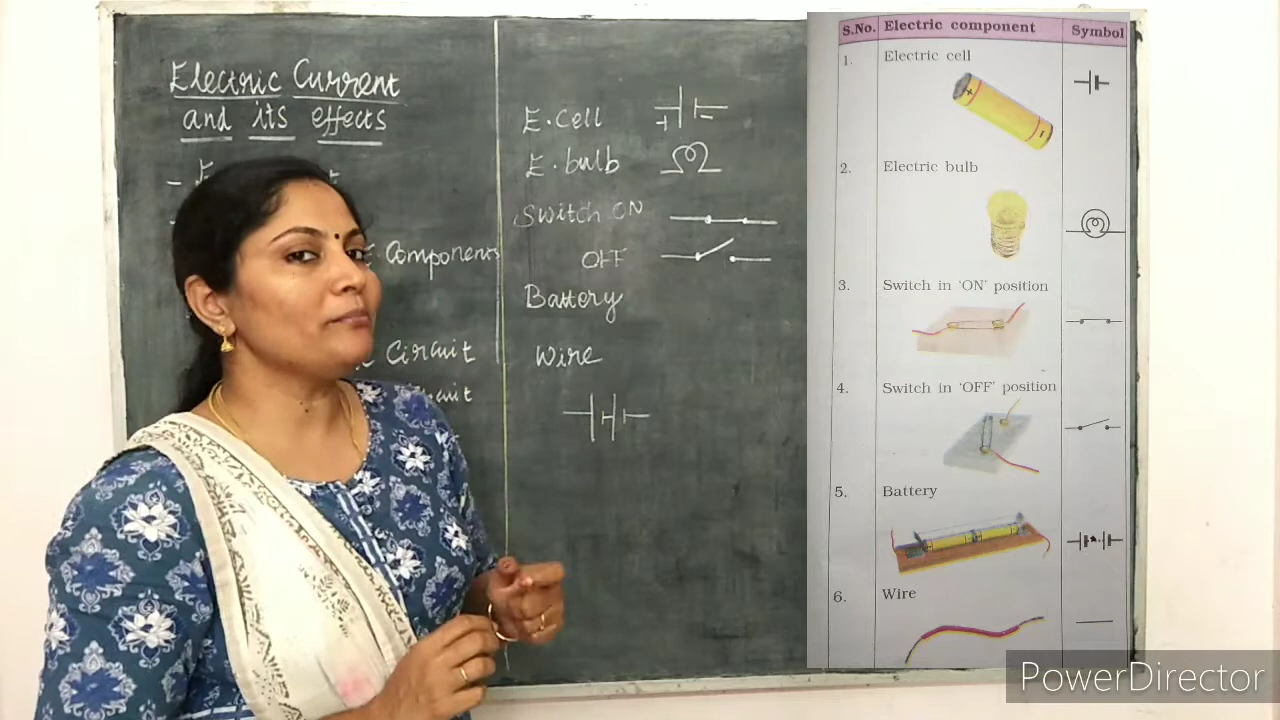 Electric Current
and its effects
E. Components
Circuit
E. Cell
+ -
E. bulb
Switch ON
OFF
Battery
Wire
S.No. Electric component Symbol
1. Electric cell
+ -
2. Electric bulb
3. Switch in ‘ON’ position
4. Switch in ‘OFF’ position
5. Battery
6. Wire
PowerDirector